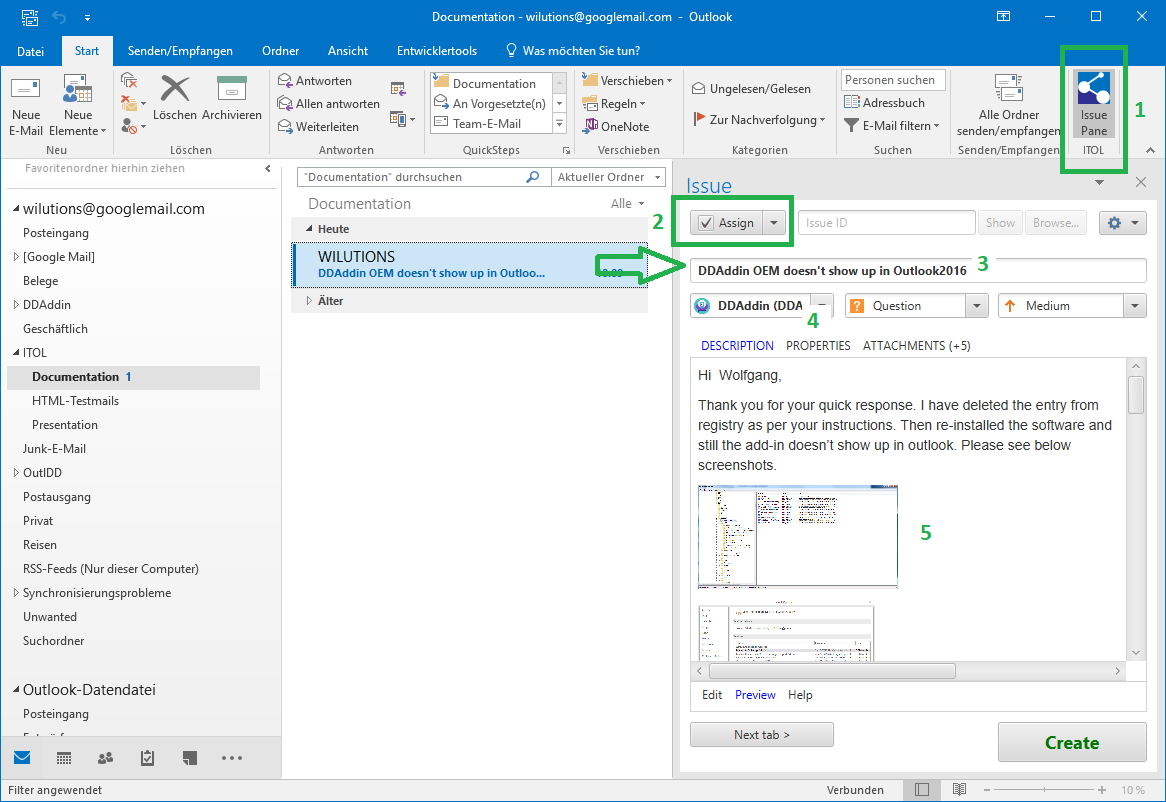 Documentation - wilutions@googlemail.com - Outlook
Datei
Start
Senden/Empfangen
Ordner
Ansicht
Entwicklertools
Was möchten Sie tun?
Neue
E-Mail
Neue
Elemente
Neu
Löschen
Archivieren
Löschen
Antworten
Allen antworten
Weiterleiten
Antworten
Documentation
An Vorgesetzte(n)
Team-E-Mail
QuickSteps
Verschieben
Regeln
OneNote
Verschieben
Ungelesen/Gelesen
Zur Nachverfolgung
Kategorien
Personen suchen
Adressbuch
E-Mail filtern
Suchen
Alle Ordner
senden/empfangen
Senden/Empfangen
Issue
Pane
ITOL
1
Favoritenordner hierhin ziehen
wilutions@googlemail.com
Posteingang
[Google Mail]
Belege
DDAddin
Geschäftlich
ITOL
Documentation 1
HTML-Testmails
Presentation
Junk-E-Mail
OutlDD
Postausgang
Privat
Reisen
RSS-Feeds (Nur dieser Computer)
Synchronisierungsprobleme
Unwanted
Suchordner
Outlook-Datendatei
Posteingang
"Documentation" durchsuchen
Aktueller Ordner
Documentation
Alle
Heute
WILUTIONS
DDAddin OEM doesn't show up in Outloo...
Älter
Issue
2
Assign
Issue ID
Show
Browse...
DDAddin OEM doesn't show up in Outlook2016
3
DDAddin (DDA
4
Question
Medium
DESCRIPTION
PROPERTIES
ATTACHMENTS (+5)
Hi Wolfgang,
Thank you for your quick response. I have deleted the entry from
registry as per your instructions. Then re-installed the software and
still the add-in doesn't show up in outlook. Please see below
screenshots.
5
Edit
Preview
Help
Next tab >
Create
Filter angewendet
Verbunden
10 %